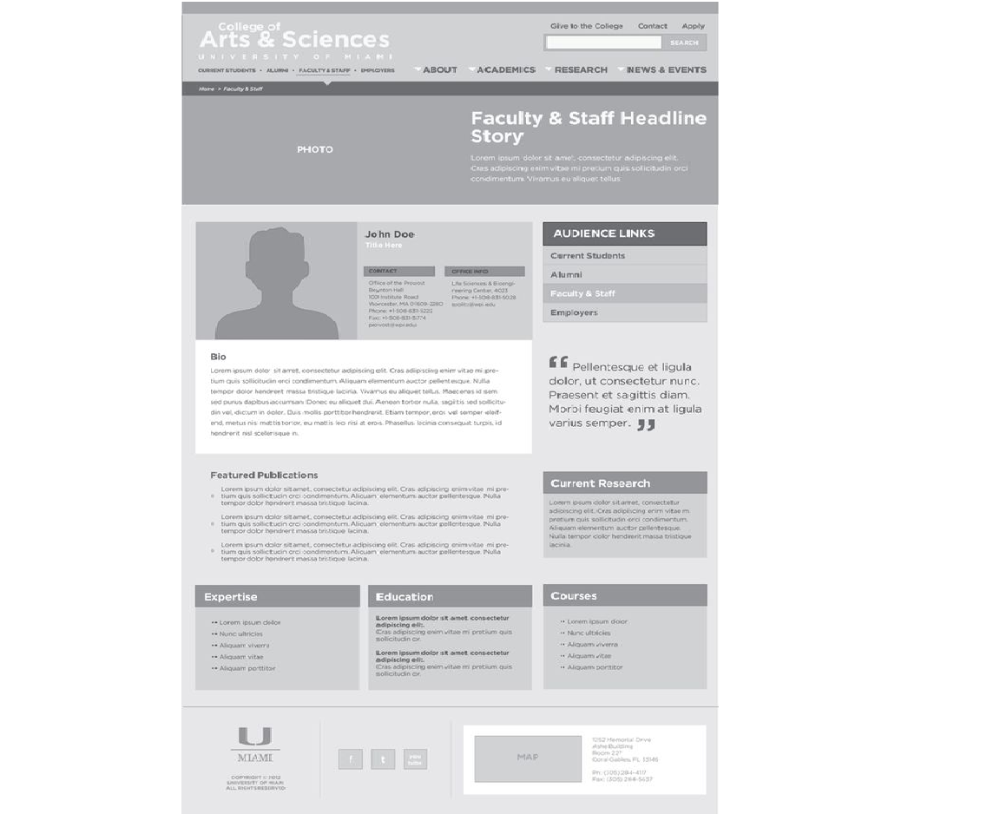 College of
Arts & Sciences
UNIVERSITY OF MIAMI
Give to the College Contact Apply
SEARCH
CURRENT STUDENTS • ALUMNI • FACULTY & STAFF • EMPLOYERS
ABOUT ACADEMICS RESEARCH NEWS & EVENTS
Home > Faculty & Staff
PHOTO
Faculty & Staff Headline
Story
Lorem ipsum dolor sit amet, consectetur adipiscing elit.
Cras adipiscing enim vitae mi pretium quis sollicitudin orci
condimentum. Vivamus eu aliquet tellus.
John Doe
Title Here
CONTACT
Office of the Provost
Boynton Hall
100 Institute Road
Worcester, MA 01609-2280
Phone: +1-508-831-5222
Fax: +1-508-831-5774
provost@wpi.edu
OFFICE INFO
Life Sciences & Bioengi-
neering Center, 4023
Phone: +1-508-831-5028
AUDIENCE LINKS
Current Students
Alumni
Faculty & Staff
Employers
Bio
Lorem ipsum dolor sit amet, consectetur adipiscing elit. Cras adipiscing enim vitae mi pre-
tium quis sollicitudin orci condimentum. Aliquam elementum auctor pellentesque. Nulla
tempor dolor hendrerit massa tristique lacinia. Vivamus eu aliquet tellus. Maecenas id sem
sed purus dapibus accumsan. Donec eu aliquet dui. Aenean tortor nulla, sagittis sed sollicitu-
din vel, dictum in dolor. Duis mollis porttitor hendrerit. Etiam tempor, eros vel semper eleif-
end, metus nisi mattis tortor, eu mattis leo nisi at eros. Phasellus lacinia consequat turpis, id
hendrerit nisl scelerisque in.
“ Pellentesque et ligula
dolor, ut consectetur nunc.
Praesent et sagittis diam.
Morbi feugiat enim at ligula
varius semper. ”
Featured Publications
Lorem ipsum dolor sit amet, consectetur adipiscing elit. Cras adipiscing enim vitae mi pre-
tium quis sollicitudin orci condimentum. Aliquam elementum auctor pellentesque. Nulla
tempor dolor hendrerit massa tristique lacinia.
Lorem ipsum dolor sit amet, consectetur adipiscing elit. Cras adipiscing enim vitae mi pre-
tium quis sollicitudin orci condimentum. Aliquam elementum auctor pellentesque. Nulla
tempor dolor hendrerit massa tristique lacinia.
Lorem ipsum dolor sit amet, consectetur adipiscing elit. Cras adipiscing enim vitae mi pre-
tium quis sollicitudin orci condimentum. Aliquam elementum auctor pellentesque. Nulla
tempor dolor hendrerit massa tristique lacinia.
Current Research
Lorem ipsum dolor sit amet, consectetur
adipiscing elit. Cras adipiscing enim vitae mi
pretium quis sollicitudin orci condimentum.
Aliquam elementum auctor pellentesque.
Nulla tempor dolor hendrerit massa tristique
lacinia.
Expertise
•• Lorem ipsum dolor
•• Nunc ultricies
•• Aliquam viverra
•• Aliquam vitae
•• Aliquam porttitor
Education
Lorem ipsum dolor sit amet, consectetur
adipiscing elit.
Cras adipiscing enim vitae mi pretium quis
sollicitudin or.
Lorem ipsum dolor sit amet, consectetur
adipiscing elit.
Cras adipiscing enim vitae mi pretium quis
sollicitudin or.
Courses
•• Lorem ipsum dolor
•• Nunc ultricies
•• Aliquam viverra
•• Aliquam vitae
•• Aliquam porttitor
U
MIAMI
COPYRIGHT © 2012
UNIVERSITY OF MIAMI
ALL RIGHTS RESERVED
f t You Tube
MAP
1252 Memorial Drive
Ashe Building
Room 227
Coral Gables, FL 33146
Ph: (305) 284-4117
Fax: (305) 284-5637